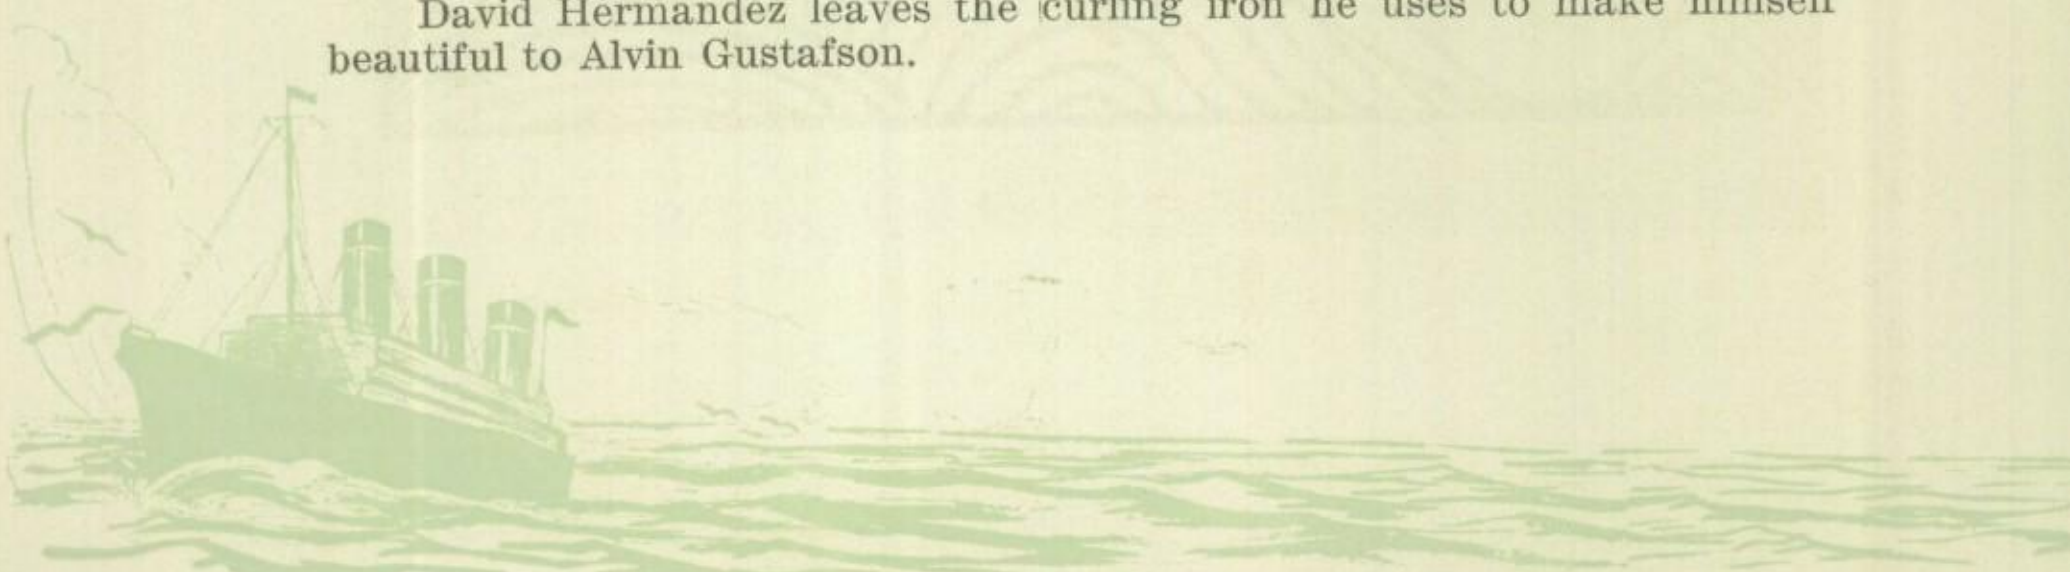 David Hermandez leaves the curling iron he uses to make himself
beautiful to Alvin Gustafson.